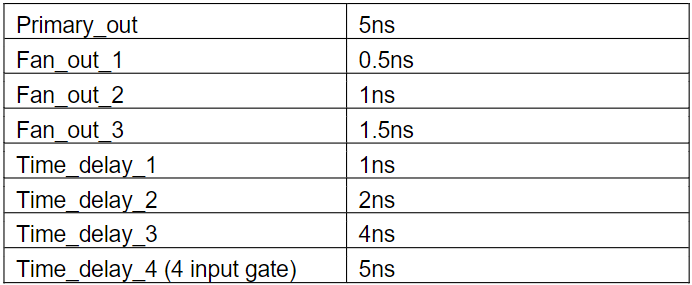 Primary_out 5ns
Fan_out_1 0.5ns
Fan_out_2 1ns
Fan_out_3 1.5ns
Time_delay_1 1ns
Time_delay_2 2ns
Time_delay_3 4ns
Time_delay_4 (4 input gate) 5ns